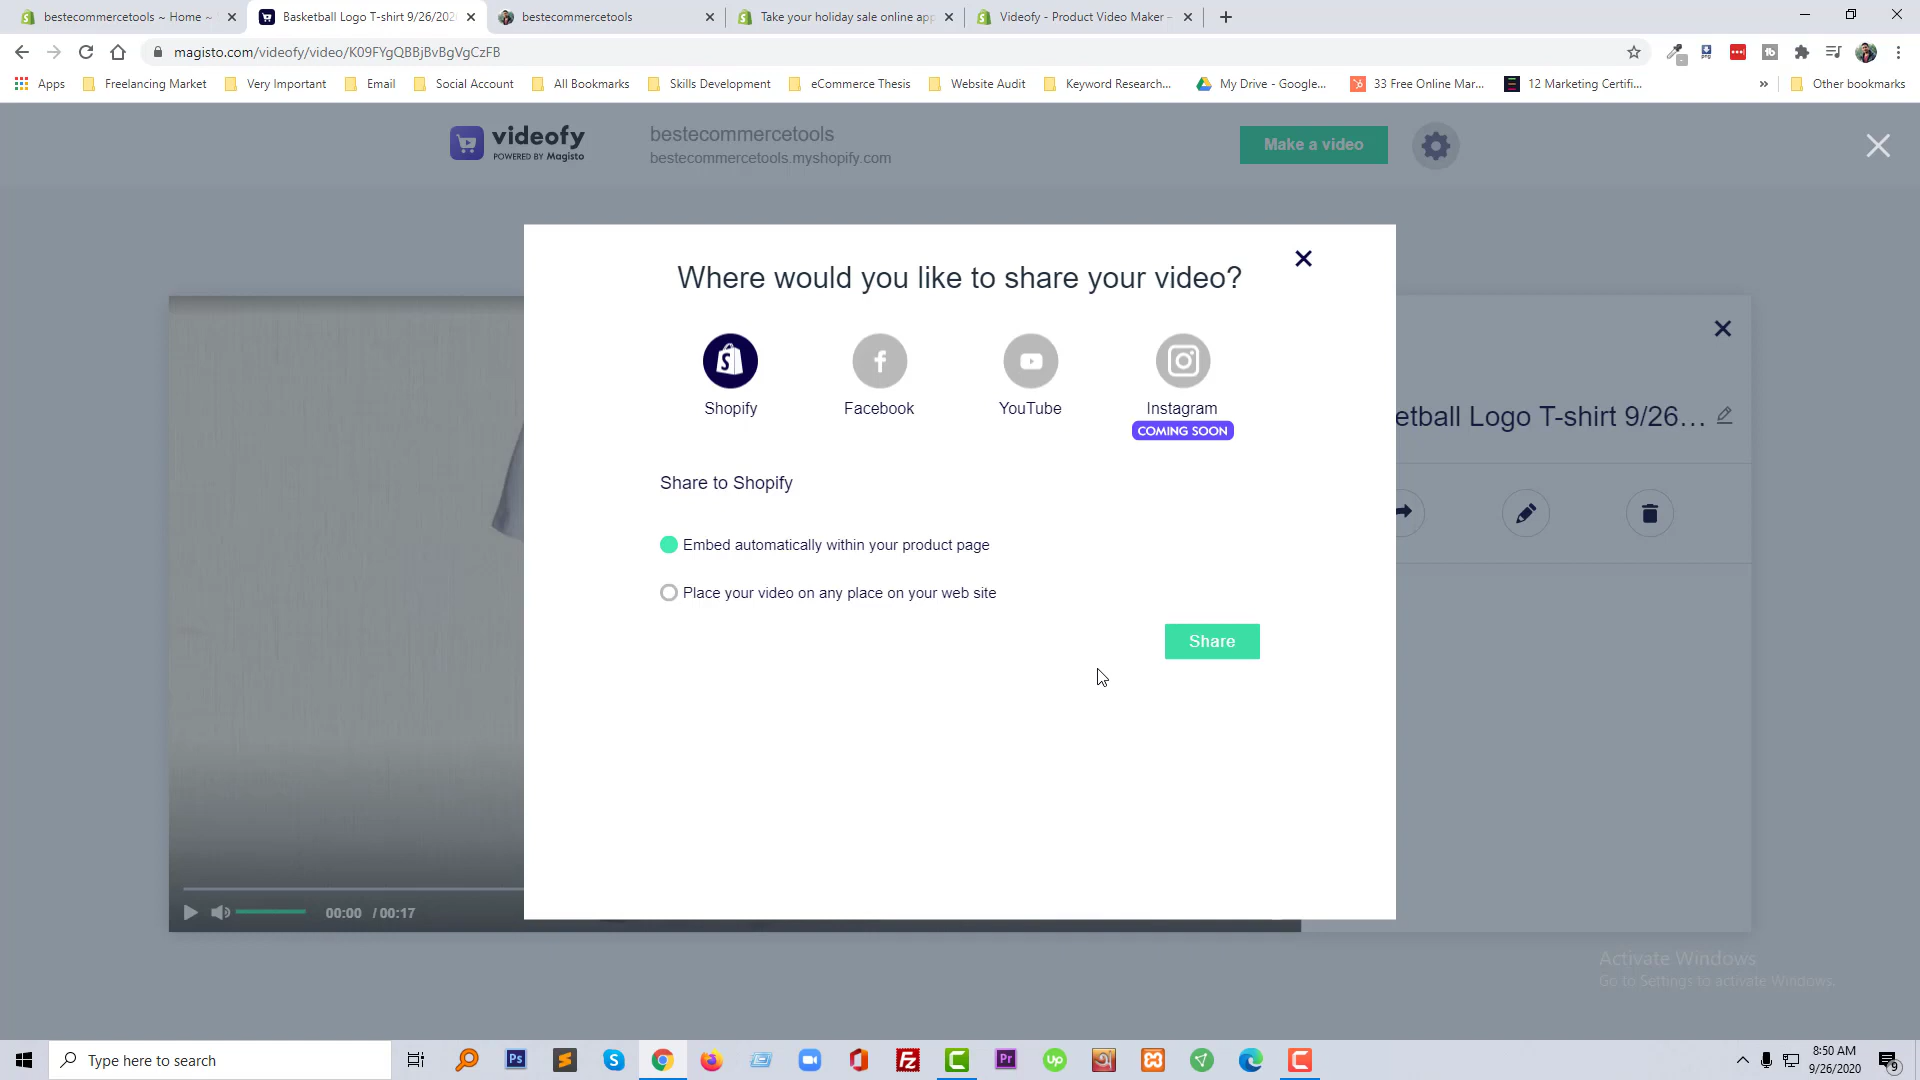 bestecommercetools ~ Home ~
Basketball Logo T-shirt 9/26/202
bestecommercetools
Take your holiday sale online app
Videofy - Product Video Maker –
magisto.com/videofy/video/K09FYgQBBjBvBgVgCzFB
Apps
Freelancing Market
Very Important
Email
Social Account
All Bookmarks
Skills Development
eCommerce Thesis
Website Audit
Keyword Research...
My Drive - Google...
33 Free Online Mar...
12 Marketing Certifi...
»
Other bookmarks
videofy
POWERED BY Magisto
bestecommercetools
bestecommercetools.myshopify.com
Make a video
Where would you like to share your video?
Shopify
Facebook
YouTube
Instagram
COMING SOON
etball Logo T-shirt 9/26...
Share to Shopify
Embed automatically within your product page
Place your video on any place on your web site
Share
00:00 / 00:17
Activate Windows
Go to Settings to activate Windows.
Type here to search
8:50 AM
9/26/2020